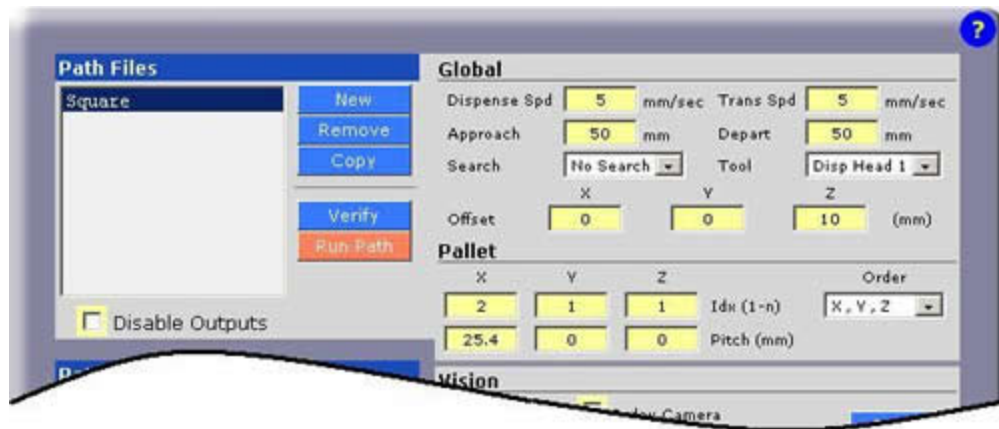 ?
Path Files
Square
New
Remove
Copy
Verify
Run Path
Disable Outputs
Global
Dispense Spd 5 mm/sec Trans Spd 5 mm/sec
Approach 50 mm Depart 50 mm
Search No Search Tool Disp Head 1
X Y Z
Offset 0 0 10 (mm)
Pallet
X Y Z Order
2 1 1 Idx (1-n) X,Y,Z
25.4 0 0 Pitch (mm)
Vision
Camera